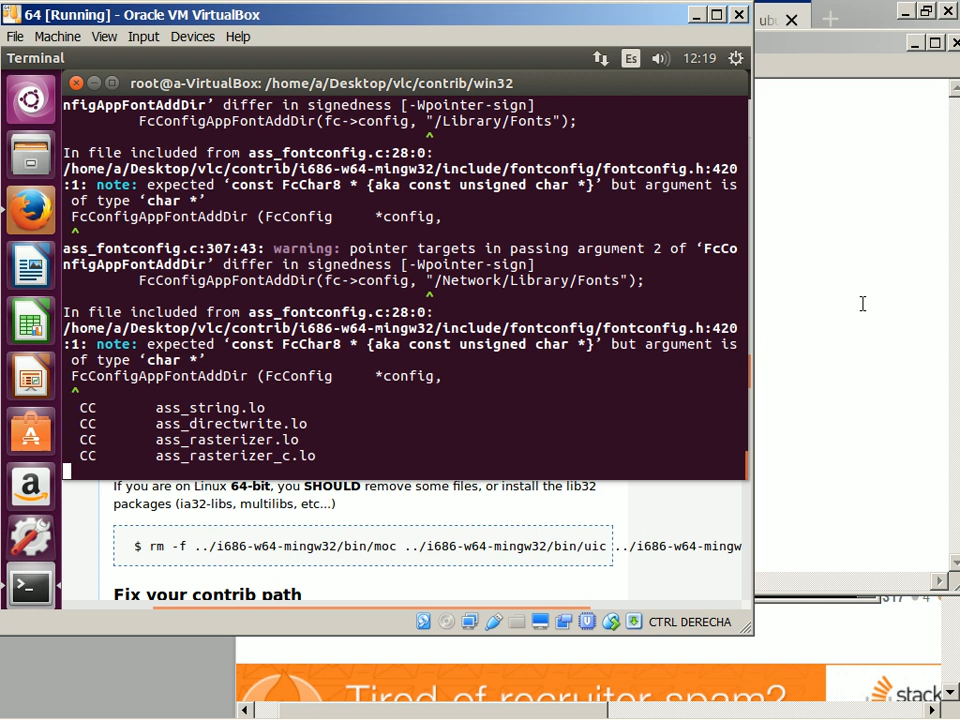 64 [Running] - Oracle VM VirtualBox
ubu
File Machine View Input Devices Help
Terminal
Es
12:19
root@a-VirtualBox: /home/a/Desktop/vlc/contrib/win32
nfigAppFontAddDir’ differ in signedness [-Wpointer-sign]
FcConfigAppFontAddDir(fc->config, "/Library/Fonts");
^
In file included from ass_fontconfig.c:28:0:
/home/a/Desktop/vlc/contrib/i686-w64-mingw32/include/fontconfig/fontconfig.h:420
:1: note: expected ‘const FcChar8 * {aka const unsigned char *}’ but argument is
of type ‘char *’
FcConfigAppFontAddDir (FcConfig *config,
^
ass_fontconfig.c:307:43: warning: pointer targets in passing argument 2 of ‘FcCo
nfigAppFontAddDir’ differ in signedness [-Wpointer-sign]
FcConfigAppFontAddDir(fc->config, "/Network/Library/Fonts");
^
In file included from ass_fontconfig.c:28:0:
/home/a/Desktop/vlc/contrib/i686-w64-mingw32/include/fontconfig/fontconfig.h:420
:1: note: expected ‘const FcChar8 * {aka const unsigned char *}’ but argument is
of type ‘char *’
FcConfigAppFontAddDir (FcConfig *config,
^
CC ass_string.lo
CC ass_directwrite.lo
CC ass_rasterizer.lo
CC ass_rasterizer_c.lo
If you are on Linux 64-bit, you SHOULD remove some files, or install the lib32
packages (ia32-libs, multilibs, etc...)
$ rm -f ../i686-w64-mingw32/bin/moc ../i686-w64-mingw32/bin/uic ../i686-w64-mingw
Fix your contrib path
317 4
CTRL DERECHA
Tired of recruiter spam?
stack